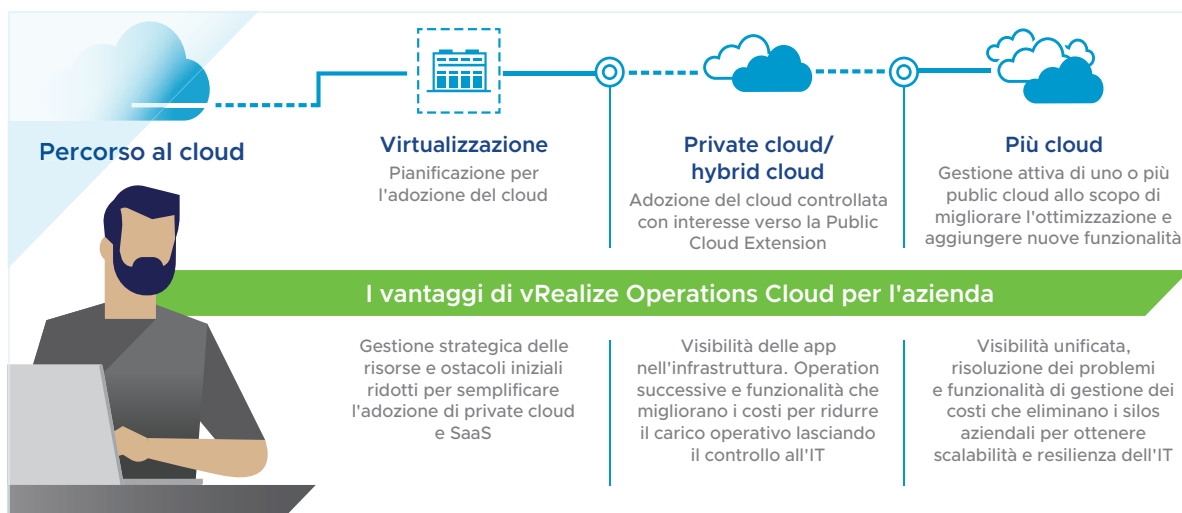 Percorso al cloud
Virtualizzazione
Pianificazione per
l'adozione del cloud
Private cloud/
hybrid cloud
Adozione del cloud controllata
con interesse verso la Public
Cloud Extension
Più cloud
Gestione attiva di uno o più
public cloud allo scopo di
migliorare l'ottimizzazione e
aggiungere nuove funzionalità
I vantaggi di vRealize Operations Cloud per l'azienda
Gestione strategica delle
risorse e ostacoli iniziali
ridotti per semplificare
l'adozione di private cloud
e SaaS
Visibilità delle app
nell'infrastruttura. Operation
successive e funzionalità che
migliorano i costi per ridurre
il carico operativo lasciando
il controllo all'IT
Visibilità unificata,
risoluzione dei problemi
e funzionalità di gestione dei
costi che eliminano i silos
aziendali per ottenere
scalabilità e resilienza dell'IT